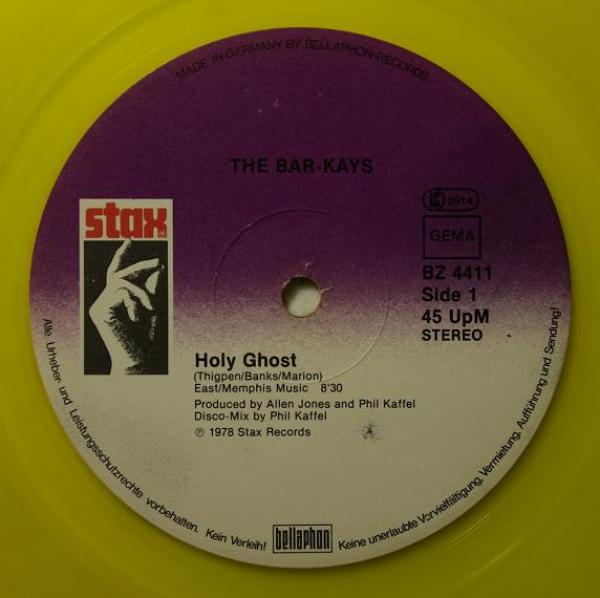 MADE IN GERMANY BY BELLAPHON-RECORDS
THE BAR-KAYS
stax
LC 0914
GEMA
BZ 4411
Side 1
45 UpM
STEREO
Holy Ghost
(Thigpen/Banks/Marion)
East/Memphis Music 8'30
Produced by Allen Jones and Phil Kaffel
Disco-Mix by Phil Kaffel
℗ 1978 Stax Records
Alle Urheber- und Leistungsschutzrechte vorbehalten. Kein Verleih! Keine unerlaubte Vervielfältigung, Vermietung, Aufführung und Sendung!
bellaphon